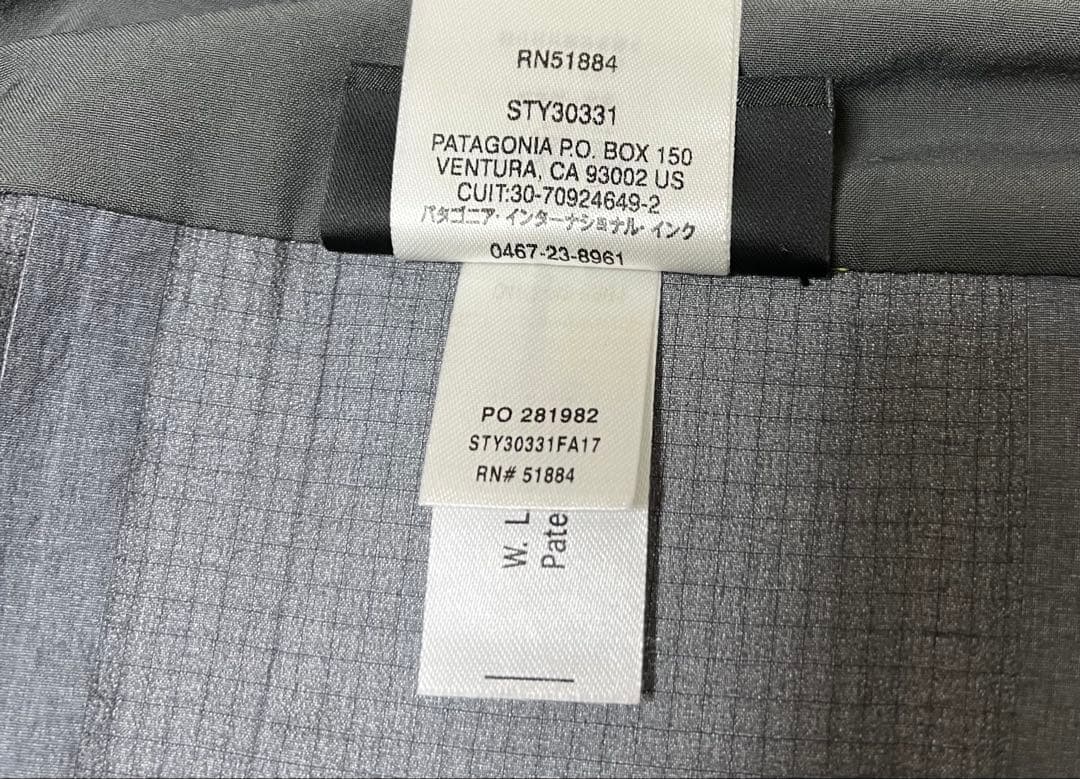 RN51884
STY30331
PATAGONIA P.O. BOX 150
VENTURA, CA 93002 US
CUIT:30-70924649-2
パタゴニア・インターナショナル・インク
0467-23-8961
PO 281982
STY30331FA17
RN# 51884
W. L
Pate